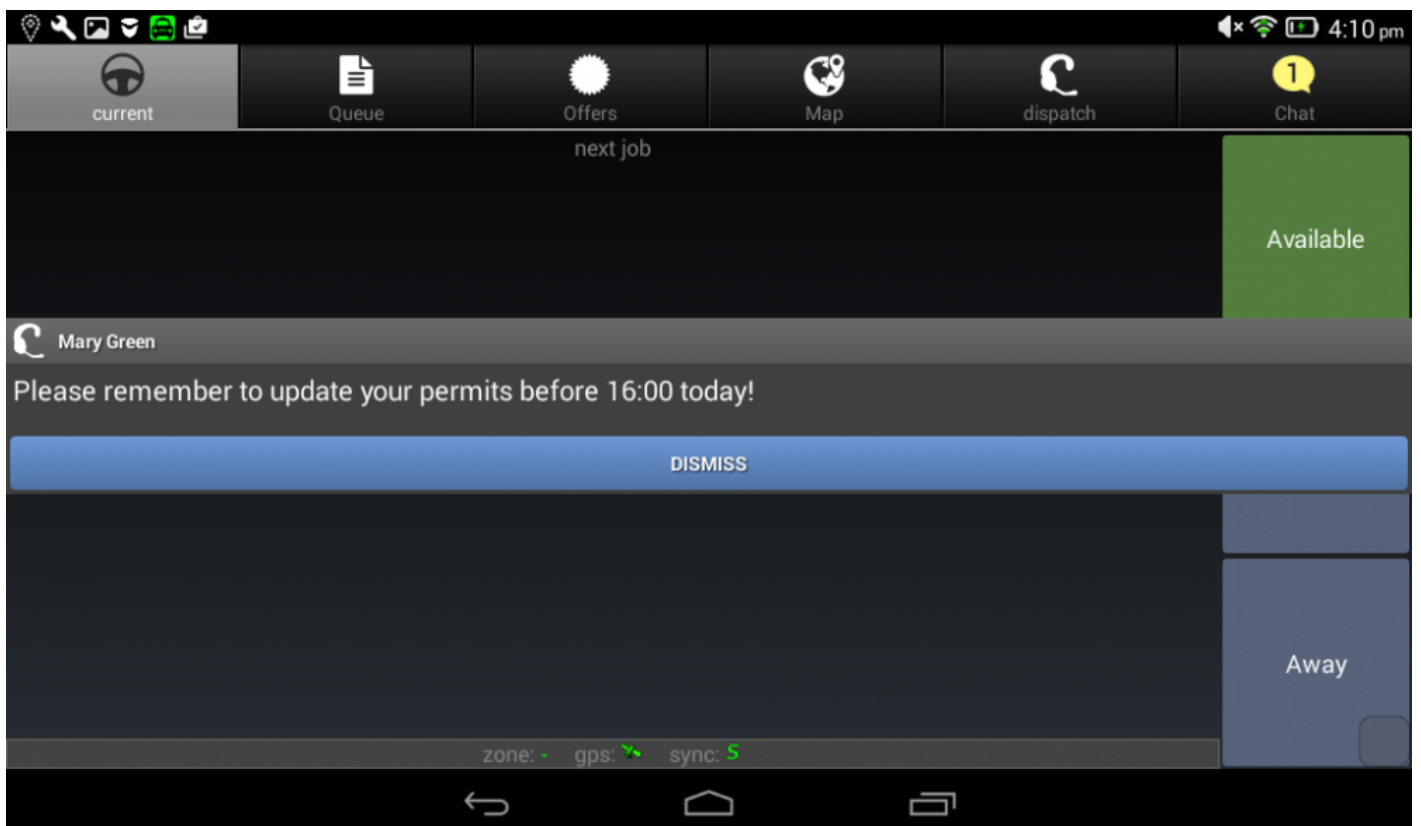 4:10 pm
current Queue Offers Map dispatch 1 Chat
next job
Available
Mary Green
Please remember to update your permits before 16:00 today!
DISMISS
Away
zone: - gps: sync: S